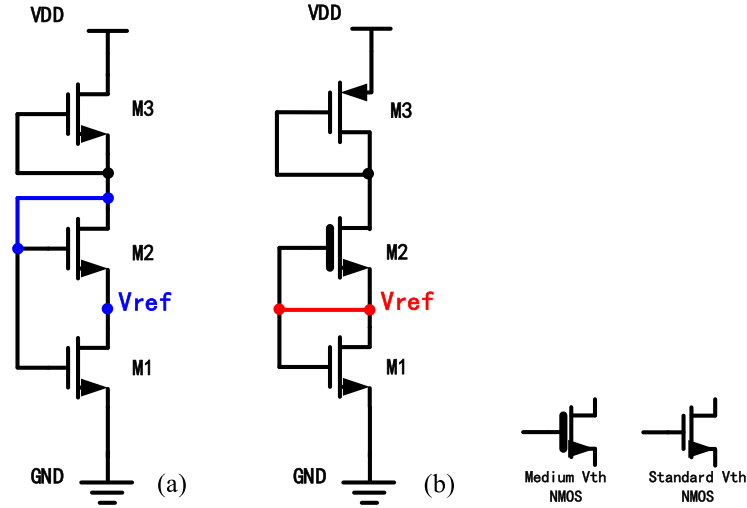 VDD
M3
M2
Vref
M1
GND
(a)
VDD
M3
M2
Vref
M1
GND
(b)
Medium Vth
NMOS
Standard Vth
NMOS